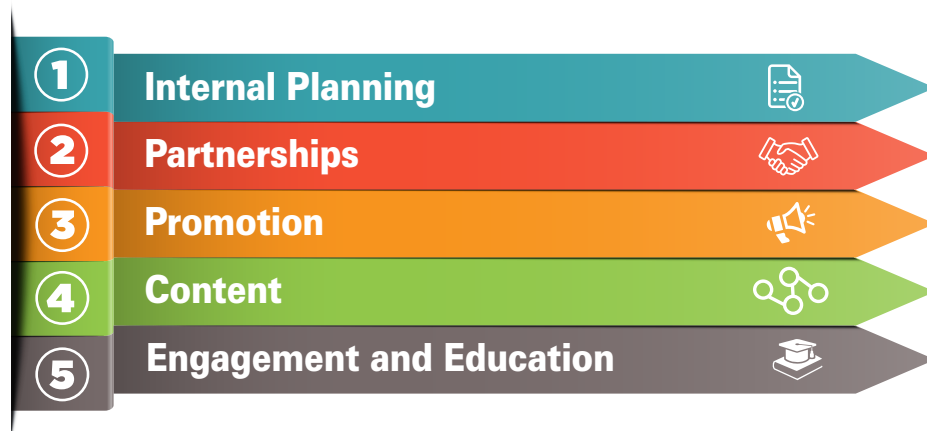 1 Internal Planning
2 Partnerships
3 Promotion
4 Content
5 Engagement and Education